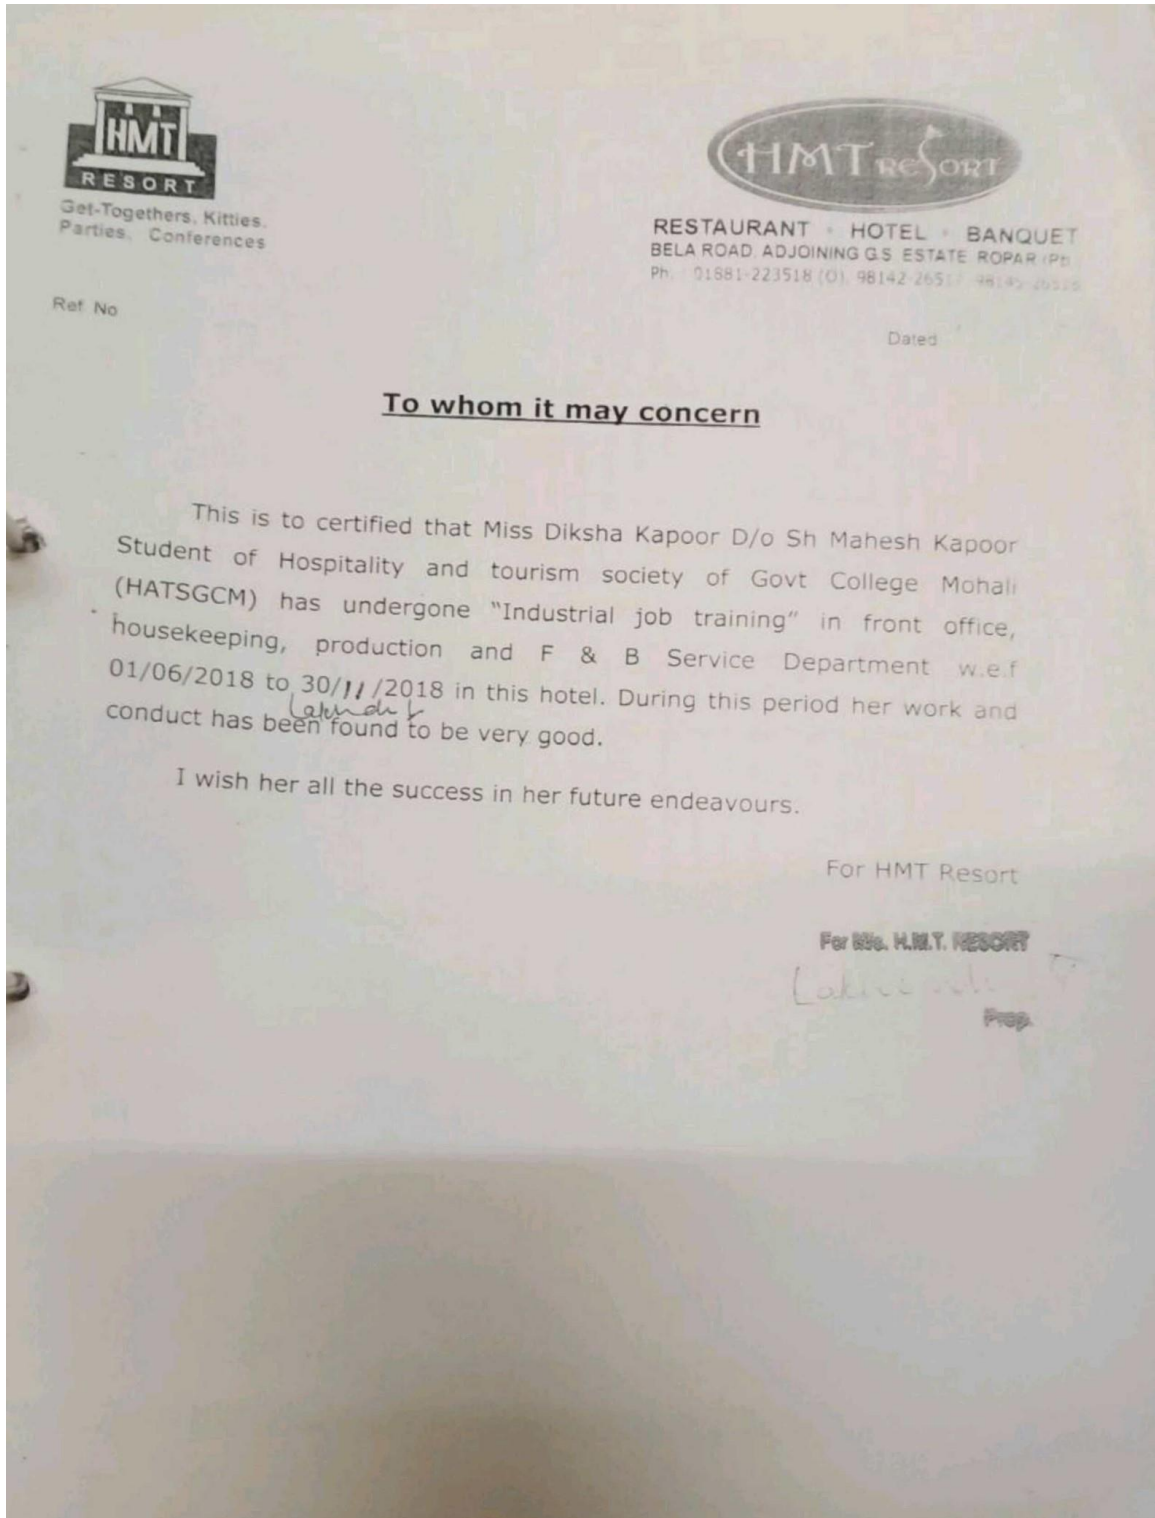 HMT
RESORT
Get-Togethers, Kitties,
Parties, Conferences
HMT ReSORT
RESTAURANT • HOTEL • BANQUET
BELA ROAD, ADJOINING G.S. ESTATE ROPAR (Pb
Ph. : 01881-223518 (O), 98142-26517
Ref. No
Dated
To whom it may concern
This is to certified that Miss Diksha Kapoor D/o Sh Mahesh Kapoor
Student of Hospitality and tourism society of Govt College Mohali
(HATSGCM) has undergone "Industrial job training" in front office,
housekeeping, production and F & B Service Department w.e.f
01/06/2018 to 30/11/2018 in this hotel. During this period her work and
conduct has been found to be very good.
I wish her all the success in her future endeavours.
For HMT Resort
For M/s. H.M.T. RESORT
Prop.